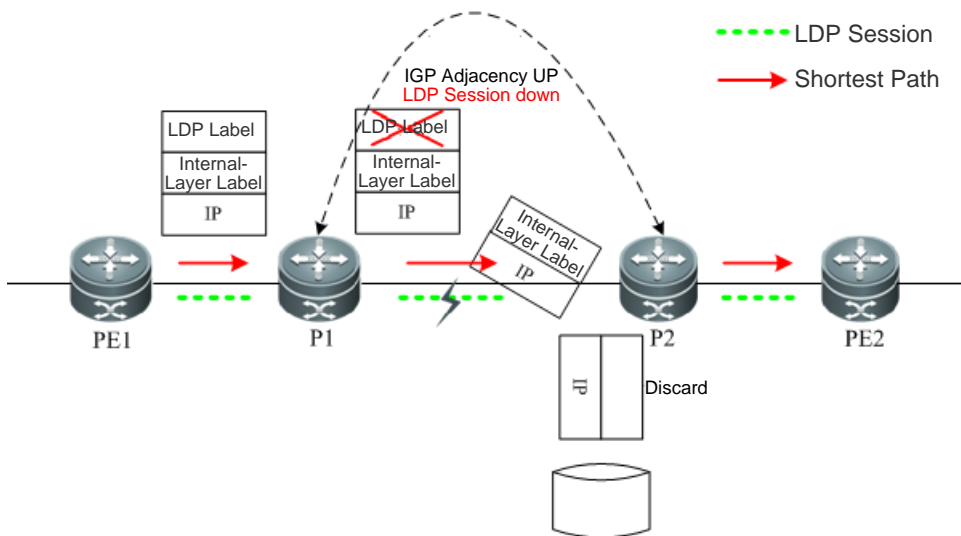 LDP Session
Shortest Path
IGP Adjacency UP
LDP Session down
LDP Label
Internal-
Layer Label
IP
LDP Label
Internal-
Layer Label
IP
Internal-
Layer Label
IP
PE1
P1
P2
PE2
IP
Discard